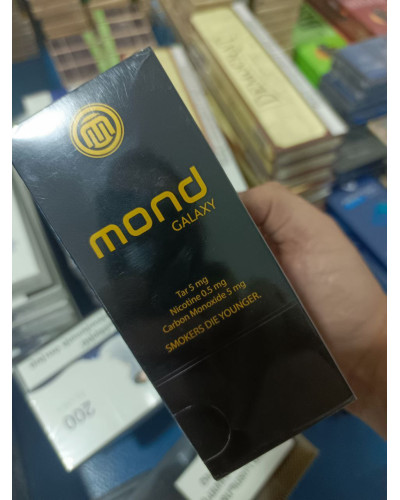 mond
GALAXY
Tar 5 mg
Nicotine 0.5 mg
Carbon Monoxide 5 mg
SMOKERS DIE YOUNGER.
200